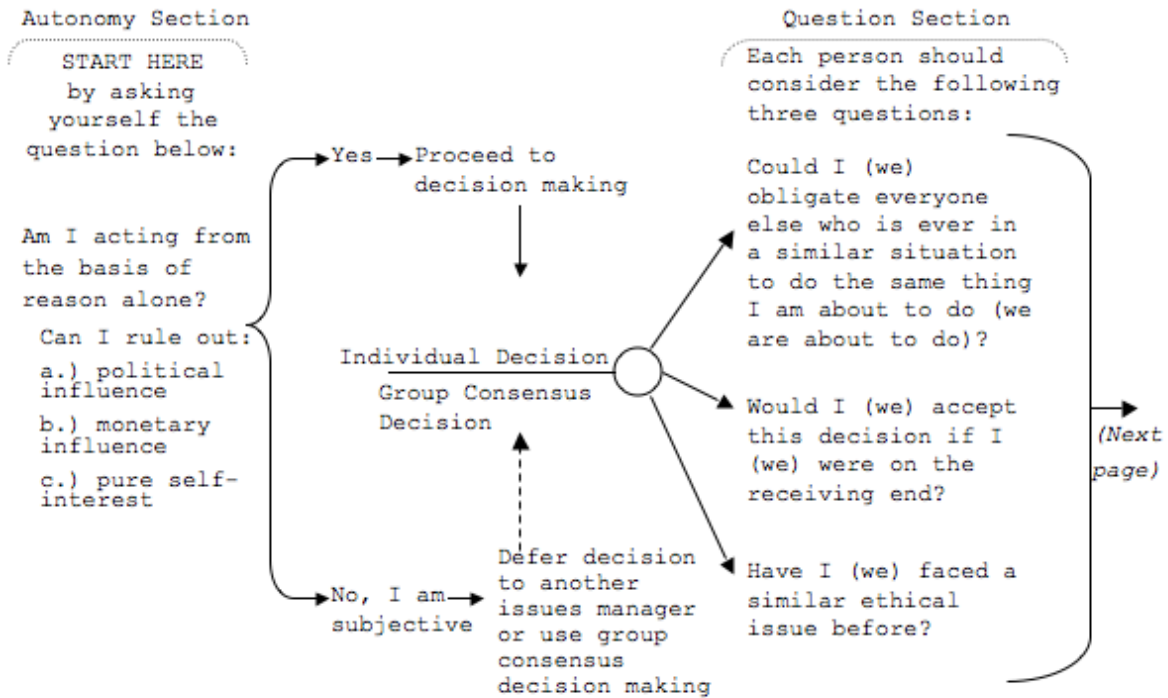 Autonomy Section
START HERE
by asking
yourself the
question below:
Am I acting from
the basis of
reason alone?
Can I rule out:
a.) political
influence
b.) monetary
influence
c.) pure self-
interest
Yes
Proceed to
decision making
Individual Decision
Group Consensus
Decision
No, I am
subjective
Defer decision
to another
issues manager
or use group
consensus
decision making
Question Section
Each person should
consider the following
three questions:
Could I (we)
obligate everyone
else who is ever in
a similar situation
to do the same thing
I am about to do (we
are about to do)?
Would I (we) accept
this decision if I
(we) were on the
receiving end?
Have I (we) faced a
similar ethical
issue before?
(Next
page)